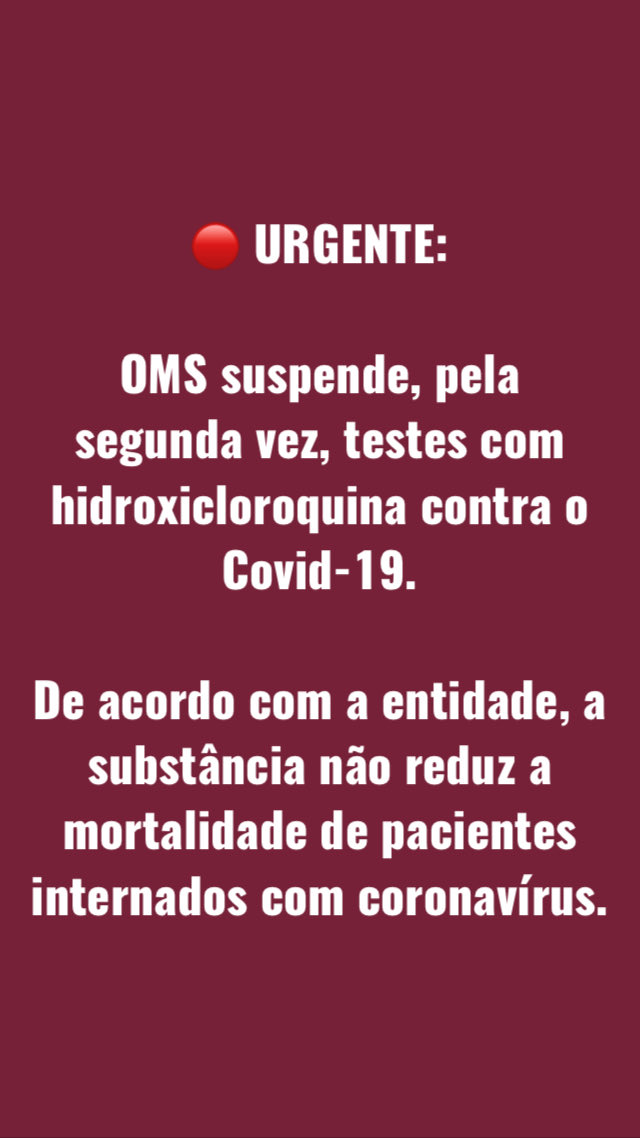 🔴 URGENTE:
OMS suspende, pela
segunda vez, testes com
hidroxicloroquina contra o
Covid-19.
De acordo com a entidade, a
substância não reduz a
mortalidade de pacientes
internados com coronavírus.